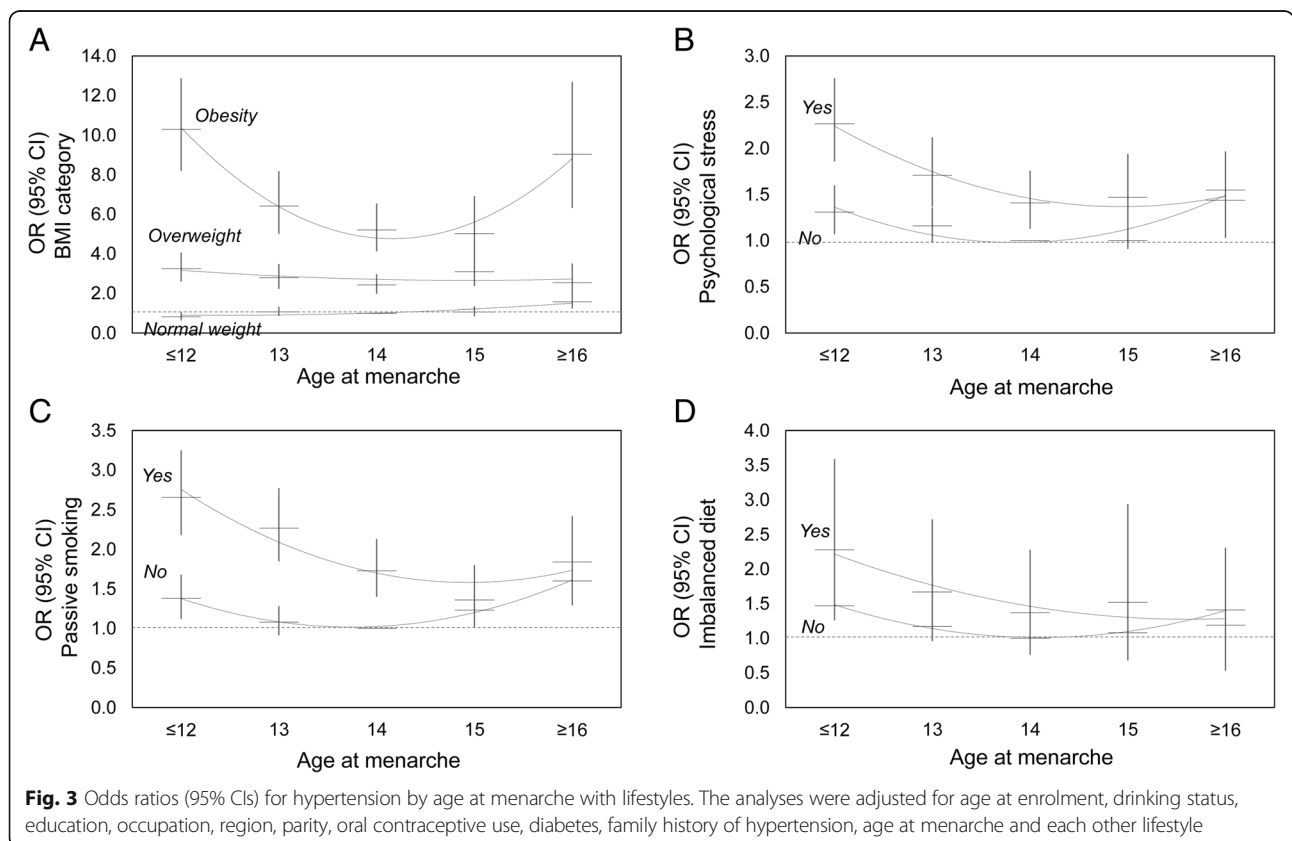 A
OR (95% CI)
BMI category
14.0
12.0
10.0
8.0
6.0
4.0
2.0
0.0
Obesity
Overweight
Normal weight
≤12 13 14 15 ≥16
Age at menarche
B
OR (95% CI)
Psychological stress
3.0
2.5
2.0
1.5
1.0
0.5
0.0
Yes
No
≤12 13 14 15 ≥16
Age at menarche
C
OR (95% CI)
Passive smoking
3.5
3.0
2.5
2.0
1.5
1.0
0.5
0.0
Yes
No
≤12 13 14 15 ≥16
Age at menarche
D
OR (95% CI)
Imbalanced diet
4.0
3.5
3.0
2.5
2.0
1.5
1.0
0.5
0.0
Yes
No
≤12 13 14 15 ≥16
Age at menarche
Fig. 3 Odds ratios (95% CIs) for hypertension by age at menarche with lifestyles. The analyses were adjusted for age at enrolment, drinking status,
education, occupation, region, parity, oral contraceptive use, diabetes, family history of hypertension, age at menarche and each other lifestyle